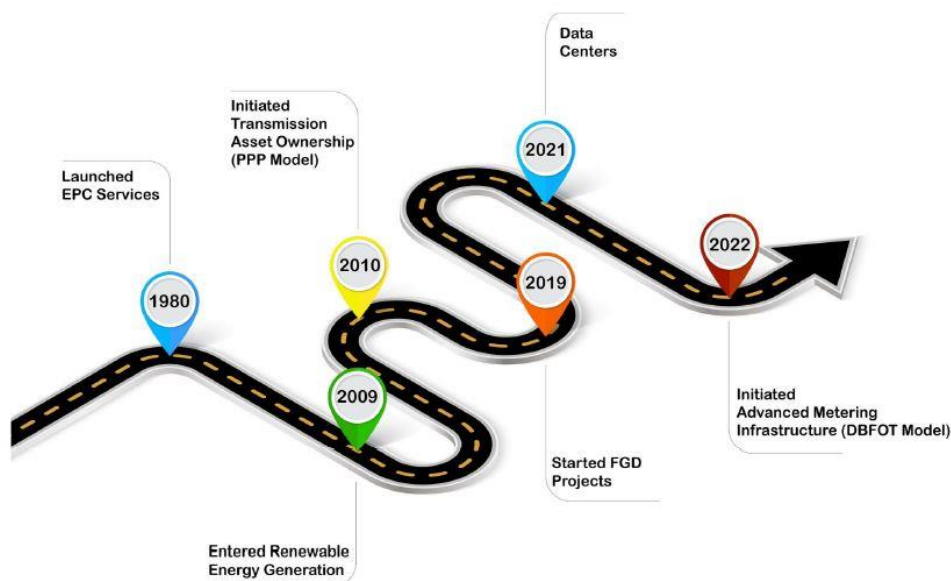 Data
Centers
2021
Initiated
Transmission
Asset Ownership
(PPP Model)
Launched
EPC Services
2022
2010
2019
1980
2009
Initiated
Advanced Metering
Infrastructure (DBFOT Model)
Started FGD
Projects
Entered Renewable
Energy Generation